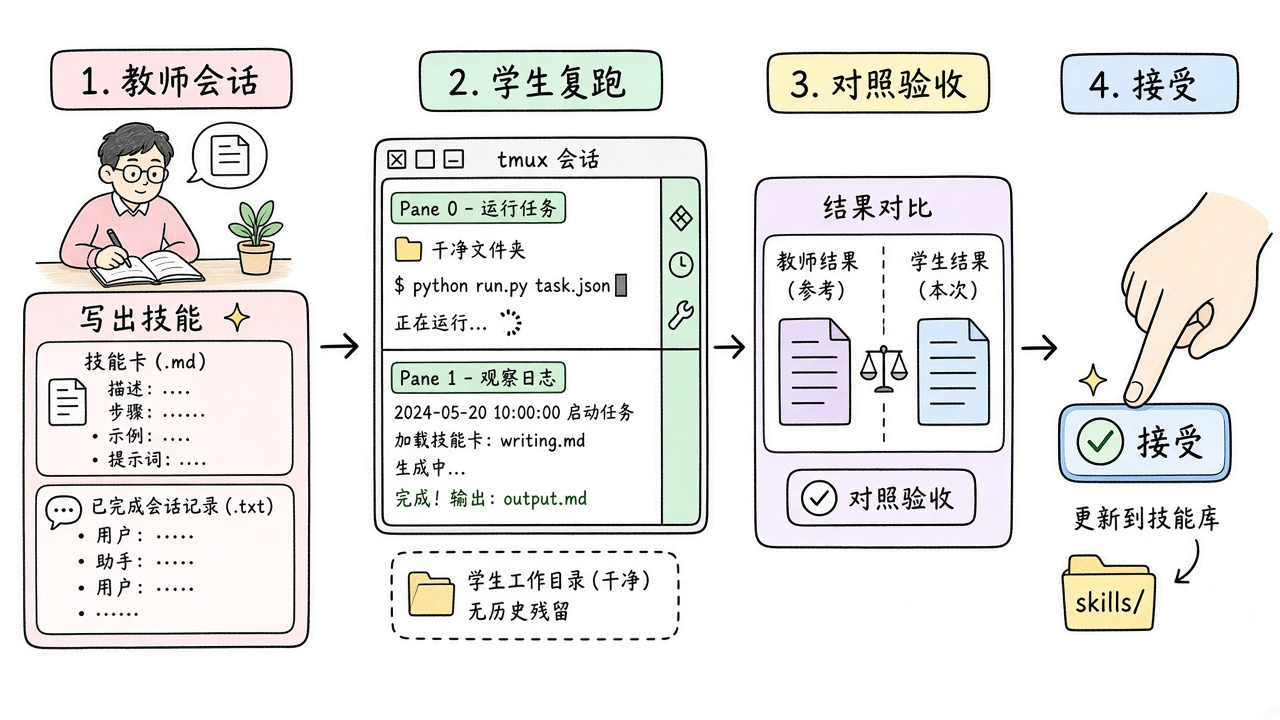 1. 教师会话
写出技能
技能卡 (.md)
描述: ....
步骤: ......
• 示例: ....
• 提示词: ....
已完成会话记录 (.txt)
• 用户: .....
• 助手: .....
• 用户: .....
• ......
2. 学生复跑
tmux 会话
Pane 0 - 运行任务
干净文件夹
$ python run.py task.json
正在运行...
Pane 1 - 观察日志
2024-05-20 10:00:00 启动任务
加载技能卡: writing.md
生成中...
完成! 输出: output.md
学生工作目录 (干净)
无历史残留
3. 对照验收
结果对比
教师结果
(参考)
学生结果
(本次)
对照验收
4. 接受
接受
更新到技能库
skills/